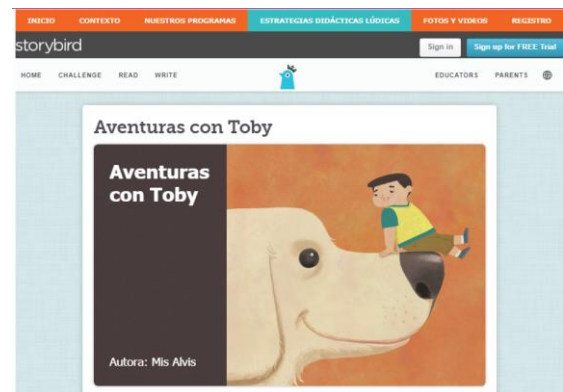 INICIO CONTEXTO NUESTROS PROGRAMAS ESTRATEGIAS DIDÁCTICAS LÚDICAS FOTOS Y VIDEOS REGISTRO
storybird Sign in Sign up for FREE Trial
HOME CHALLENGE READ WRITE EDUCATORS PARENTS
Aventuras con Toby
Aventuras
con Toby
Autora: Mis Alvis